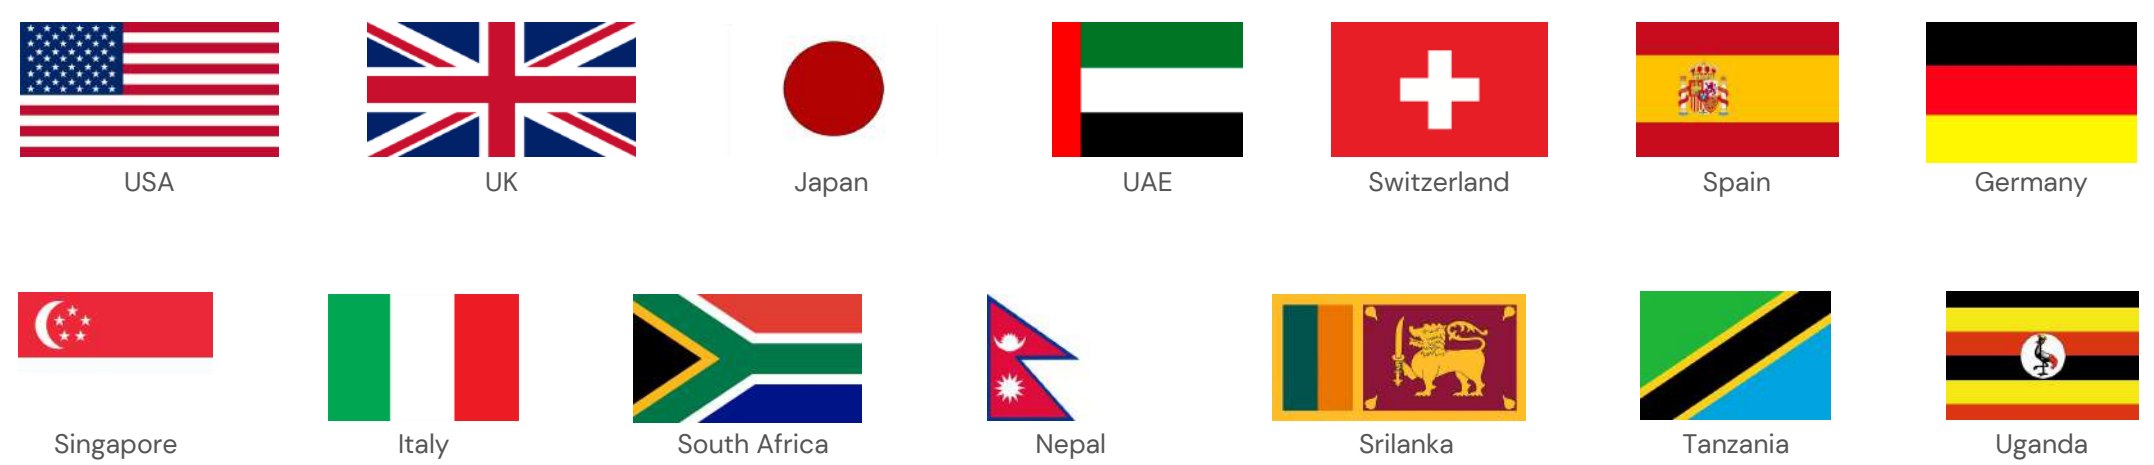 USA
UK
Japan
UAE
Switzerland
Spain
Germany
Singapore
Italy
South Africa
Nepal
Srilanka
Tanzania
Uganda